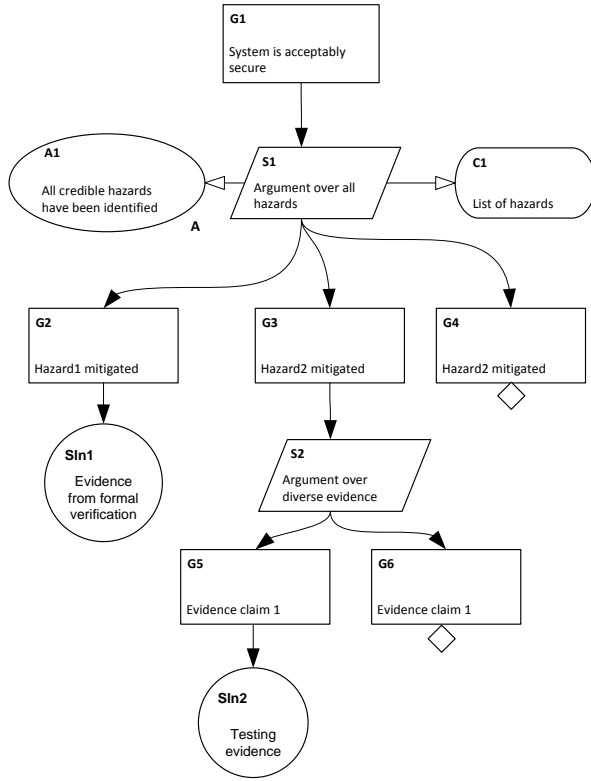 G1
System is acceptably
secure
A1
All credible hazards
have been identified
A
S1
Argument over all
hazards
C1
List of hazards
G2
Hazard1 mitigated
G3
Hazard2 mitigated
G4
Hazard2 mitigated
Sln1
Evidence
from formal
verification
S2
Argument over
diverse evidence
G5
Evidence claim 1
G6
Evidence claim 1
Sln2
Testing
evidence